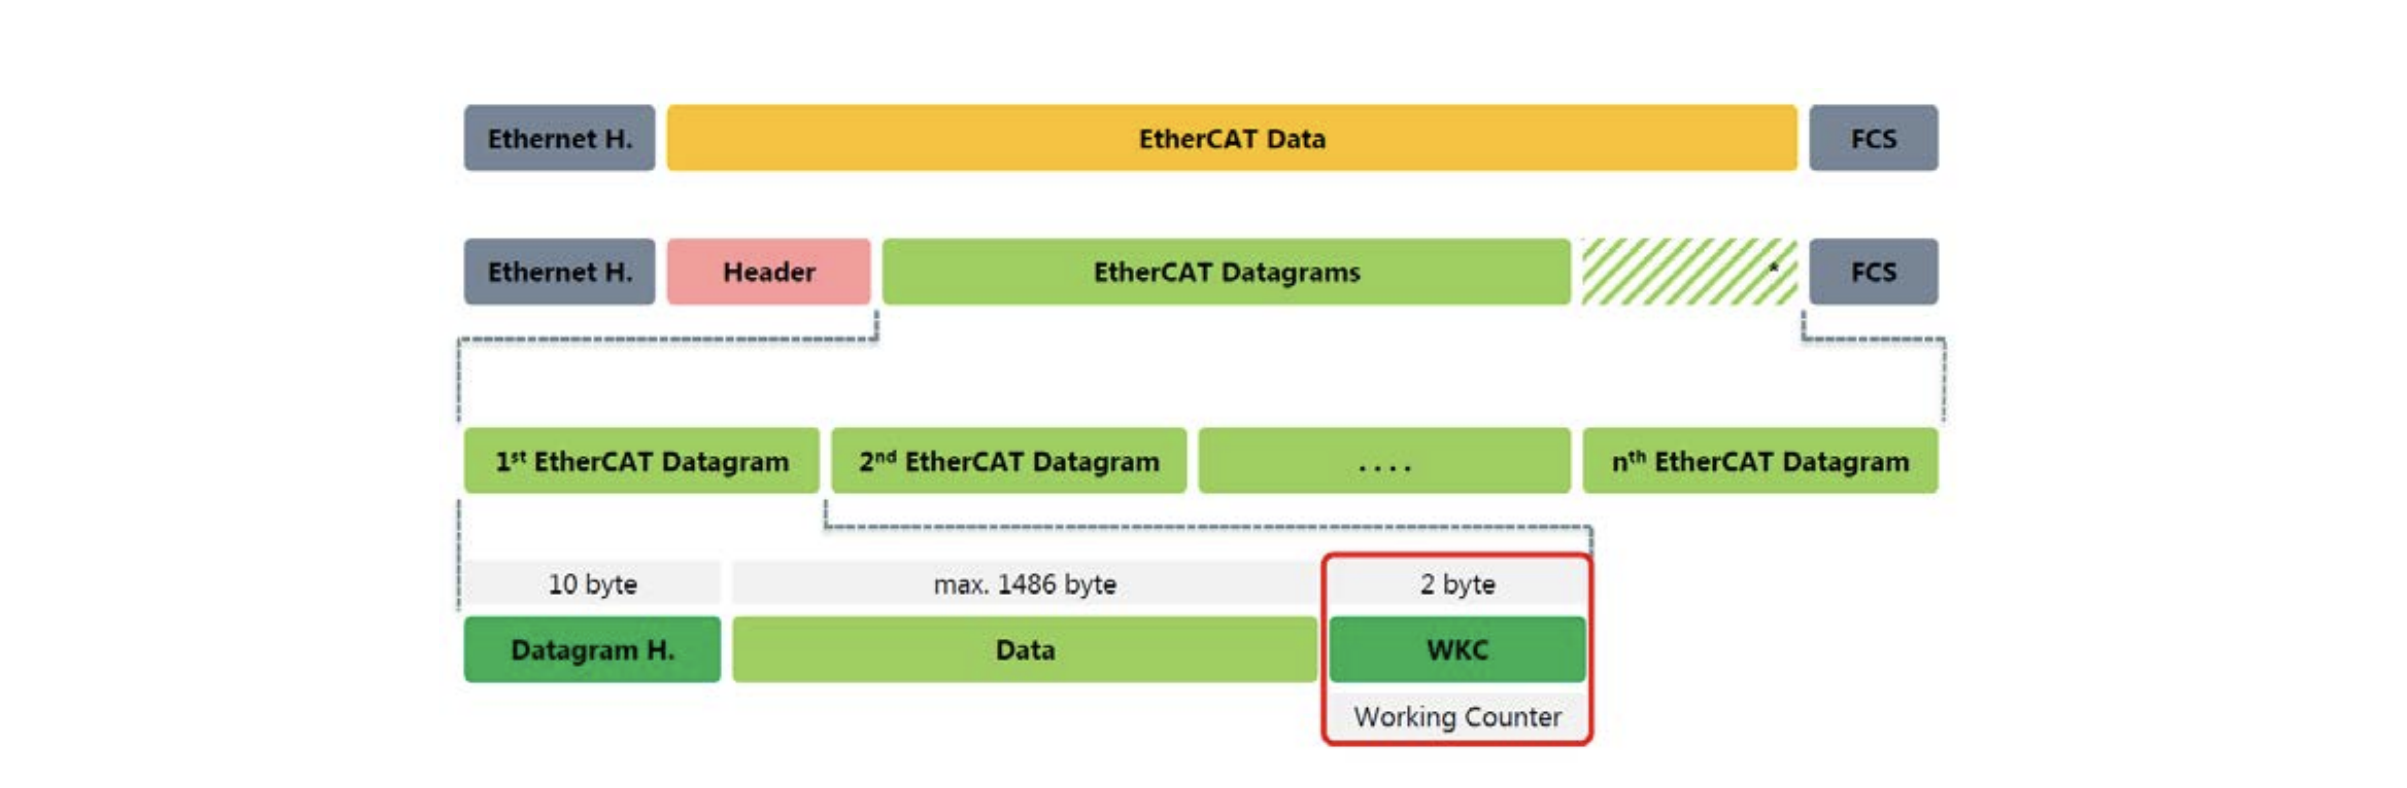 Ethernet H. EtherCAT Data FCS
Ethernet H. Header EtherCAT Datagrams * FCS
1st EtherCAT Datagram 2nd EtherCAT Datagram .... nth EtherCAT Datagram
10 byte max. 1486 byte 2 byte
Datagram H. Data WKC
Working Counter